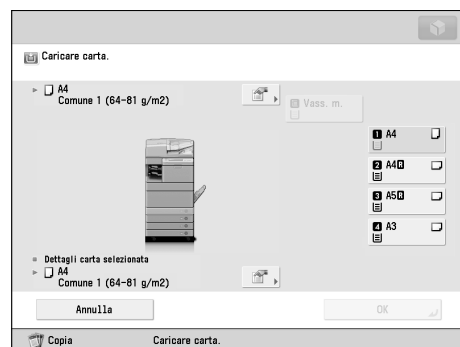 Caricare carta.
A4
Comune 1 (64-81 g/m2)
Vass. m.
1 A4
2 A4R
3 A5R
4 A3
Dettagli carta selezionata
A4
Comune 1 (64-81 g/m2)
Annulla
OK
Copia
Caricare carta.